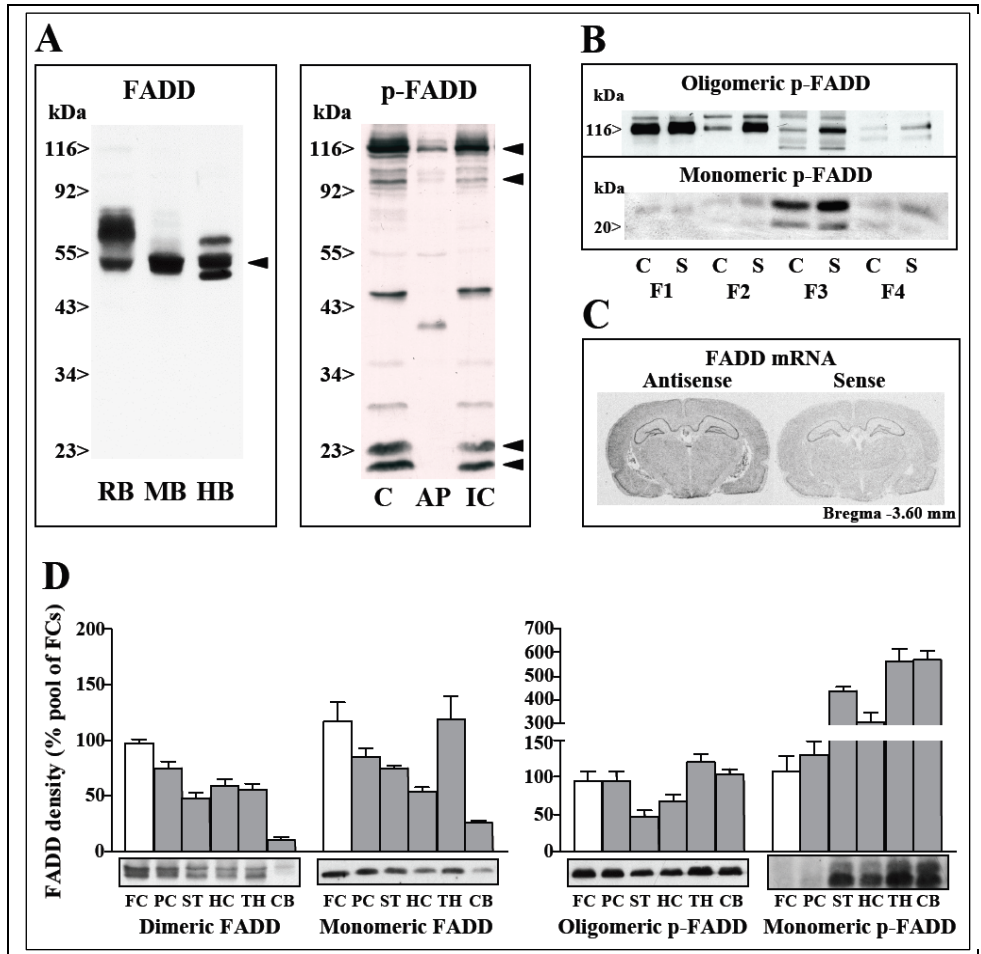 A
FADD
kDa
116>
92>
55>
43>
34>
23>
RB MB HB
p-FADD
kDa
116>
92>
55>
43>
34>
23>
C AP IC
B
Oligomeric p-FADD
kDa
116>
Monomeric p-FADD
kDa
20>
C S C S C S C S
F1 F2 F3 F4
C
FADD mRNA
Antisense Sense
Bregma -3.60 mm
D
FADD density (% pool of FCs)
200
150
100
50
0
FC PC ST HC TH CB
Dimeric FADD
FC PC ST HC TH CB
Monomeric FADD
700
600
500
400
300
150
100
50
0
FC PC ST HC TH CB
Oligomeric p-FADD
FC PC ST HC TH CB
Monomeric p-FADD